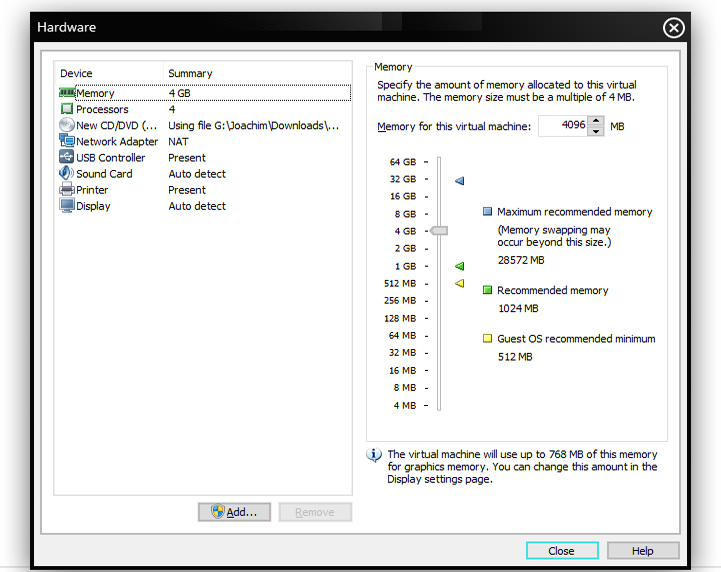 Hardware
Device Summary
Memory 4 GB
Processors 4
New CD/DVD (... Using file G:\Joachim\Downloads\...
Network Adapter NAT
USB Controller Present
Sound Card Auto detect
Printer Present
Display Auto detect
Add...
Remove
Memory
Specify the amount of memory allocated to this virtual
machine. The memory size must be a multiple of 4 MB.
Memory for this virtual machine: 4096 MB
64 GB
32 GB
16 GB
8 GB
4 GB
2 GB
1 GB
512 MB
256 MB
128 MB
64 MB
32 MB
16 MB
8 MB
4 MB
Maximum recommended memory
(Memory swapping may
occur beyond this size.)
28572 MB
Recommended memory
1024 MB
Guest OS recommended minimum
512 MB
The virtual machine will use up to 768 MB of this memory
for graphics memory. You can change this amount in the
Display settings page.
Close
Help